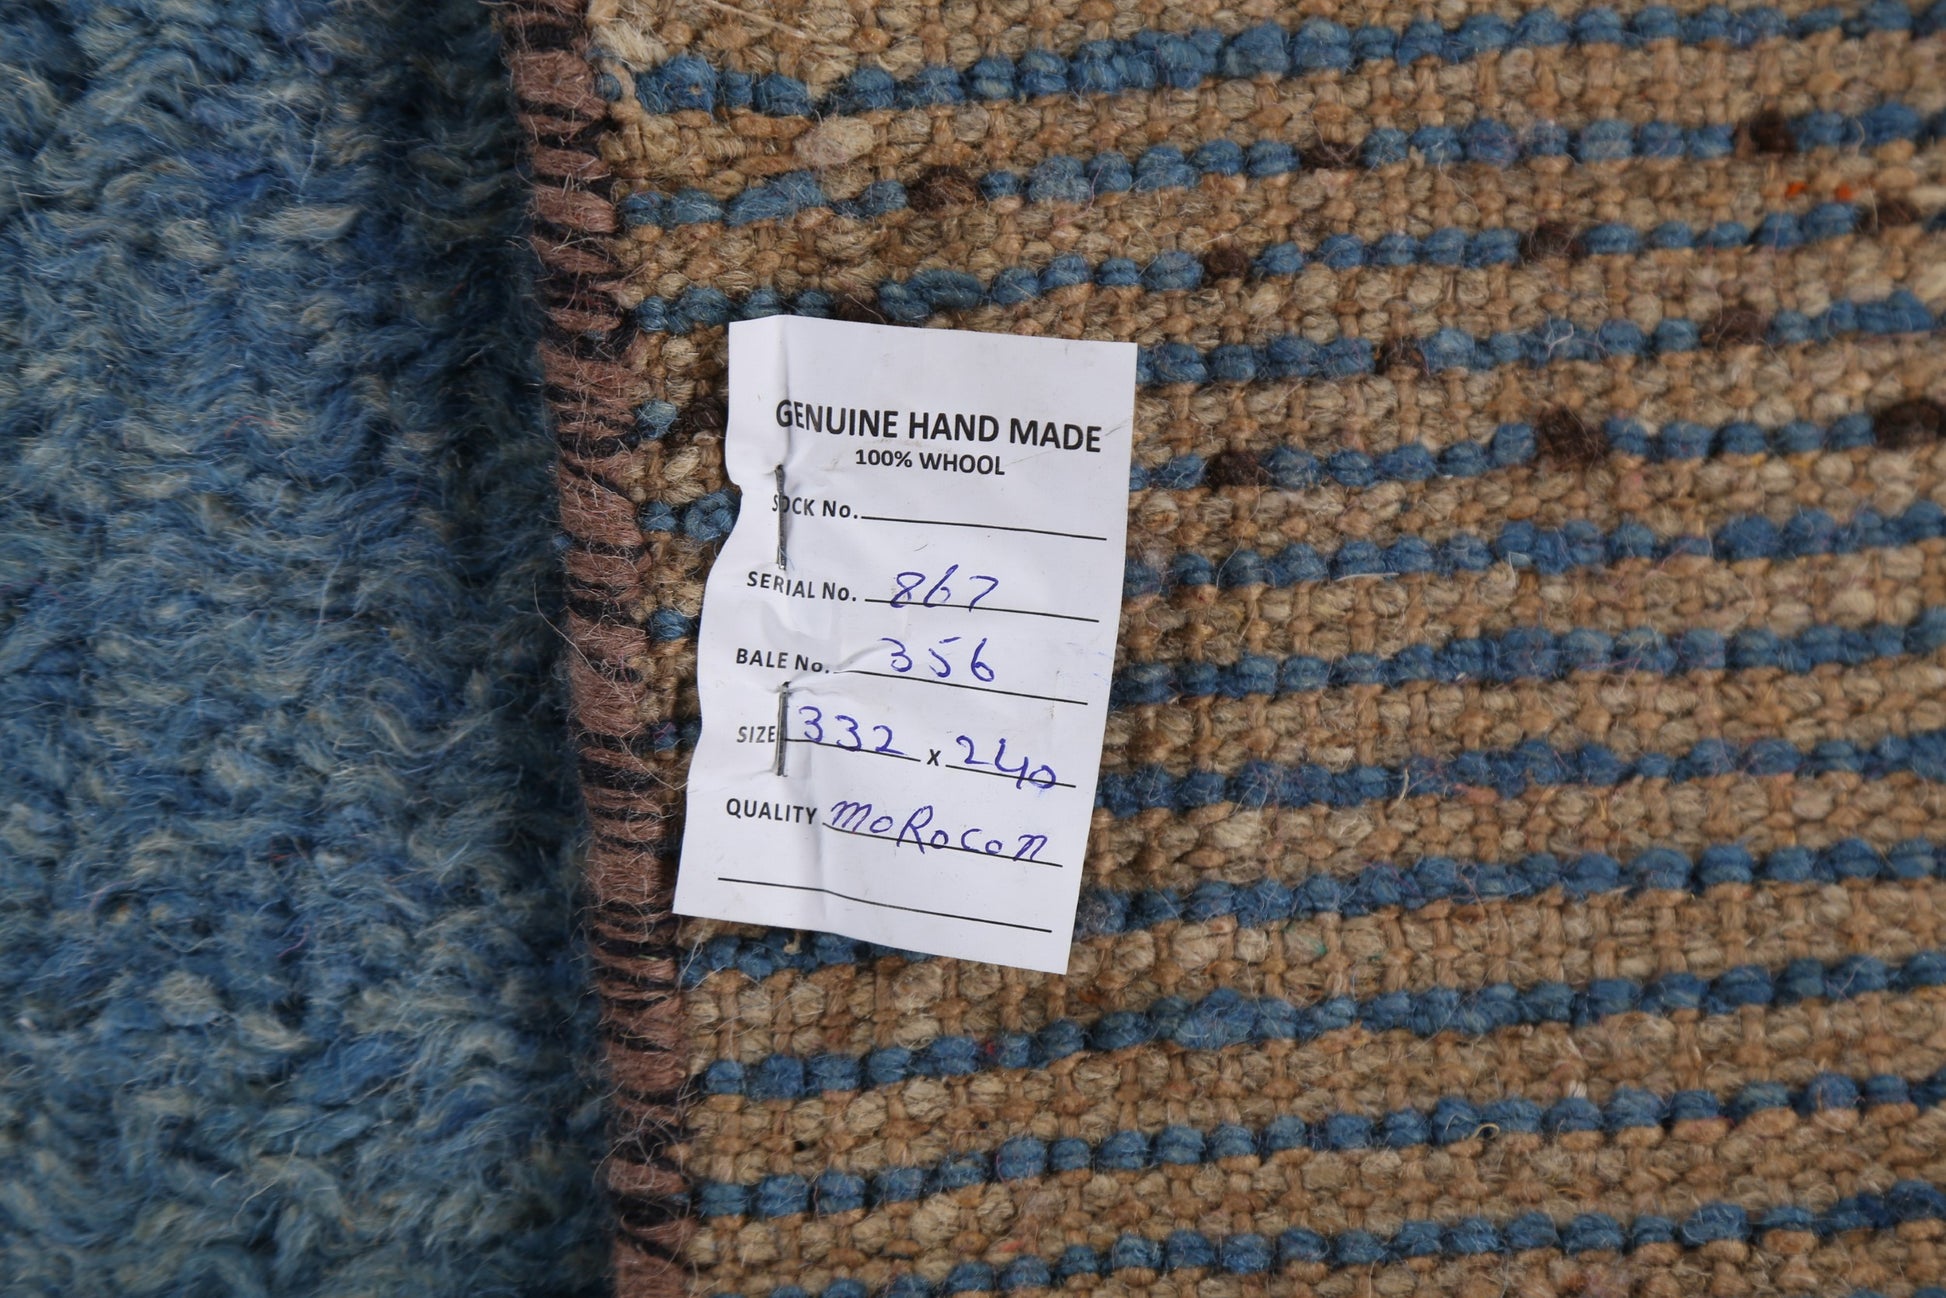 GENUINE HAND MADE
100% WHOOL
SOCK No.
SERIAL No. 867
BALE No. 356
SIZE 332 x 240
QUALITY MoRocon